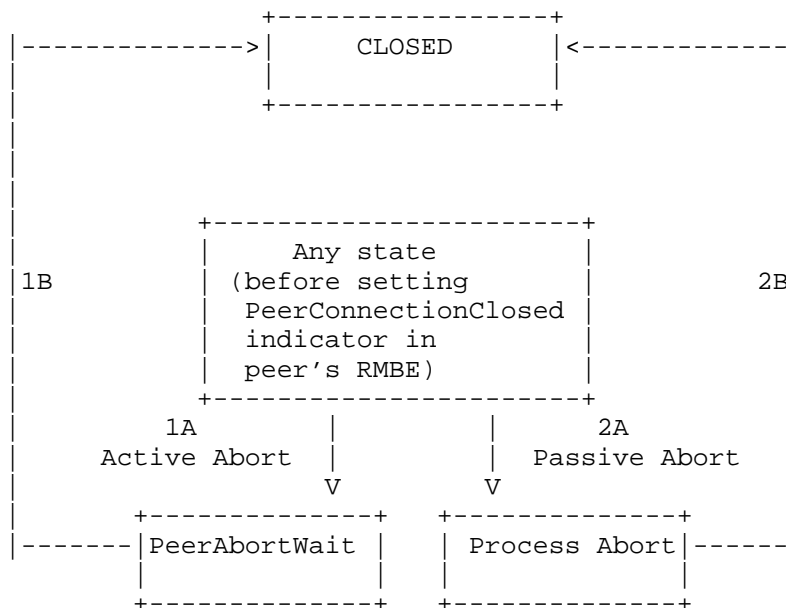 CLOSED
Any state
1B (before setting 2B
PeerConnectionClosed
indicator in
peer's RMBE)
1A 2A
Active Abort Passive Abort
V V
PeerAbortWait Process Abort